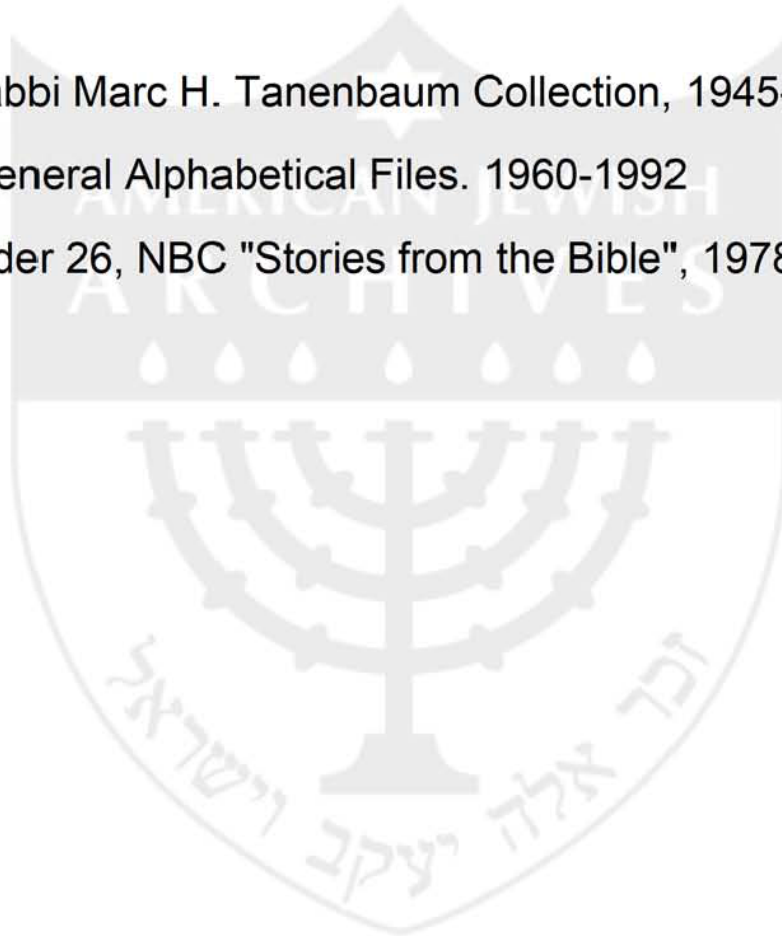 abbi Marc H. Tanenbaum Collection, 1945-
eneral Alphabetical Files. 1960-1992
AMERICAN JEWISH
der 26, NBC "Stories from the Bible", 1978
ARCHIVES
זכר אלה יעקב וישראל